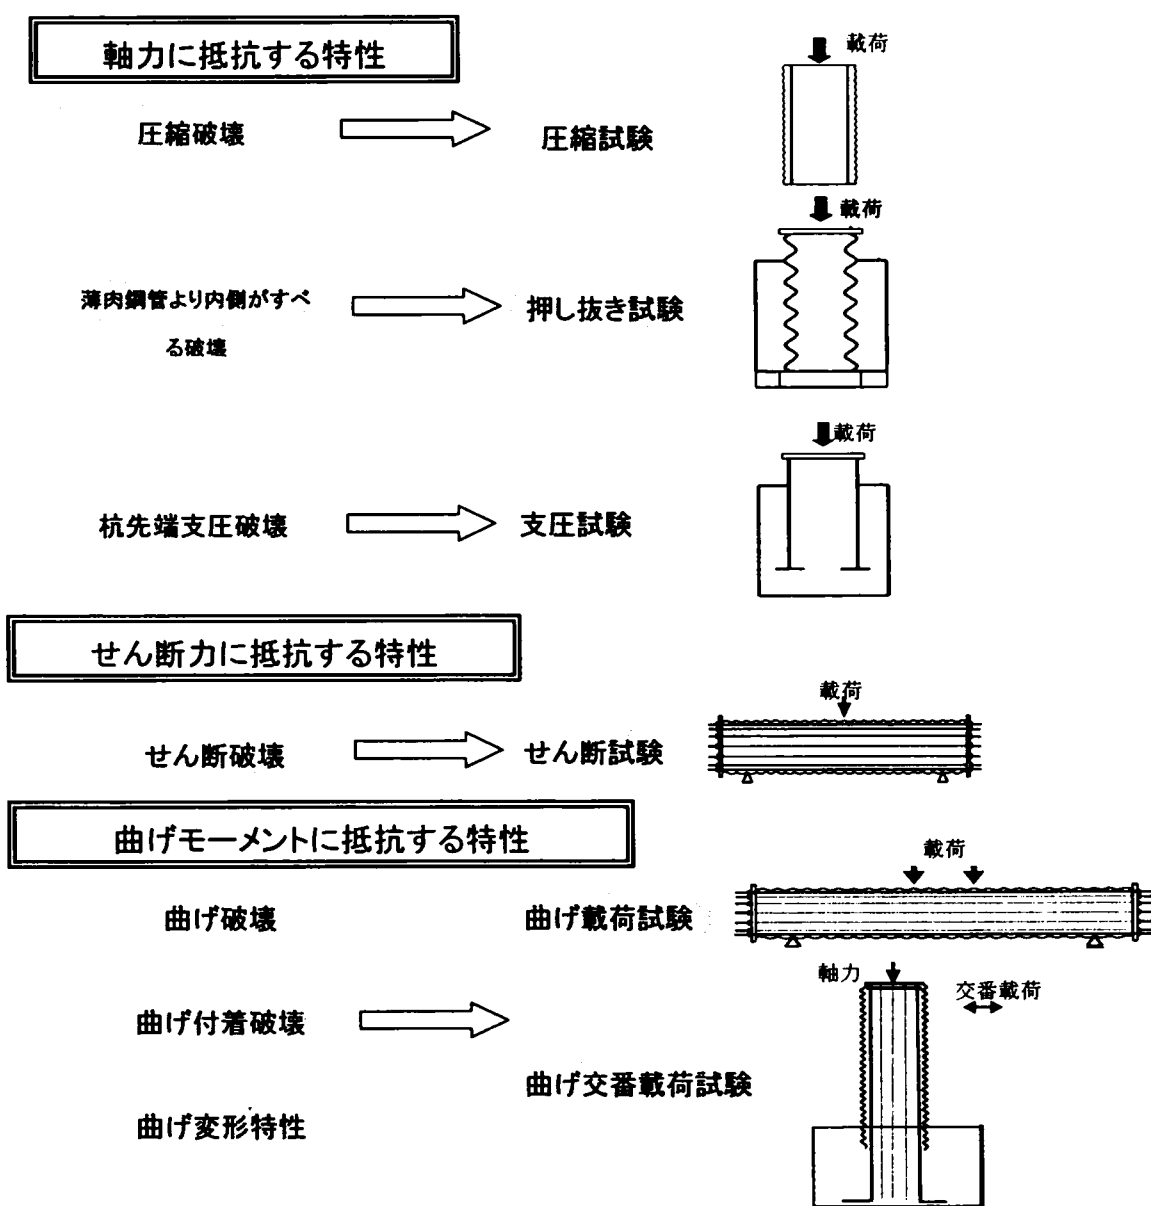 軸力に抵抗する特性
載荷
圧縮破壊
圧縮試験
載荷
薄肉鋼管より内側がすべ
る破壊
押し抜き試験
載荷
杭先端支圧破壊
支圧試験
せん断力に抵抗する特性
載荷
せん断破壊
せん断試験
曲げモーメントに抵抗する特性
載荷
曲げ破壊
曲げ載荷試験
軸力
交番載荷
曲げ付着破壊
曲げ交番載荷試験
曲げ変形特性